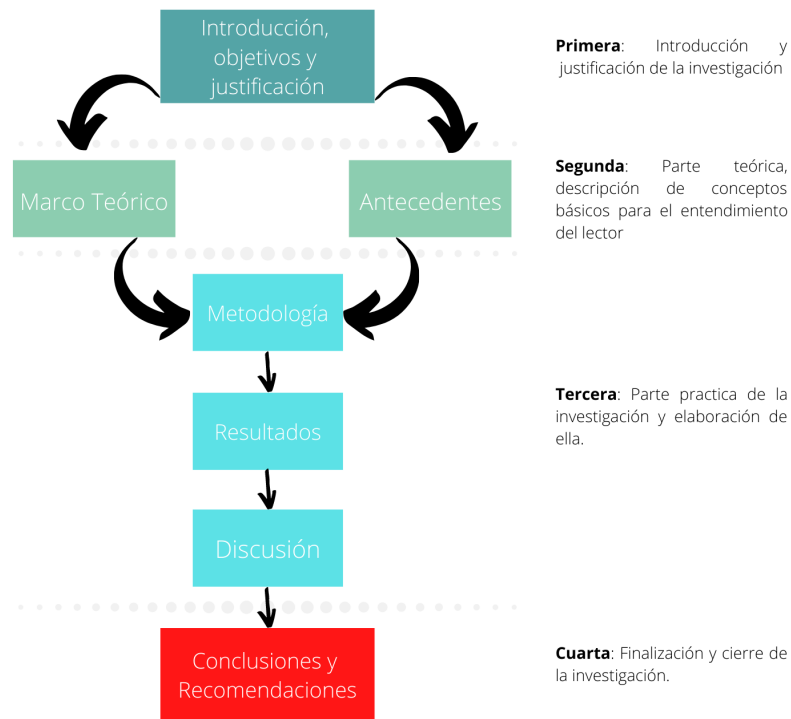 Introducción,
objetivos y
justificación
Primera: Introducción y
justificación de la investigación
Marco Teórico
Antecedentes
Segunda: Parte teórica,
descripción de conceptos
básicos para el entendimiento
del lector
Metodología
Resultados
Discusión
Tercera: Parte practica de la
investigación y elaboración de
ella.
Conclusiones y
Recomendaciones
Cuarta: Finalización y cierre de
la investigación.